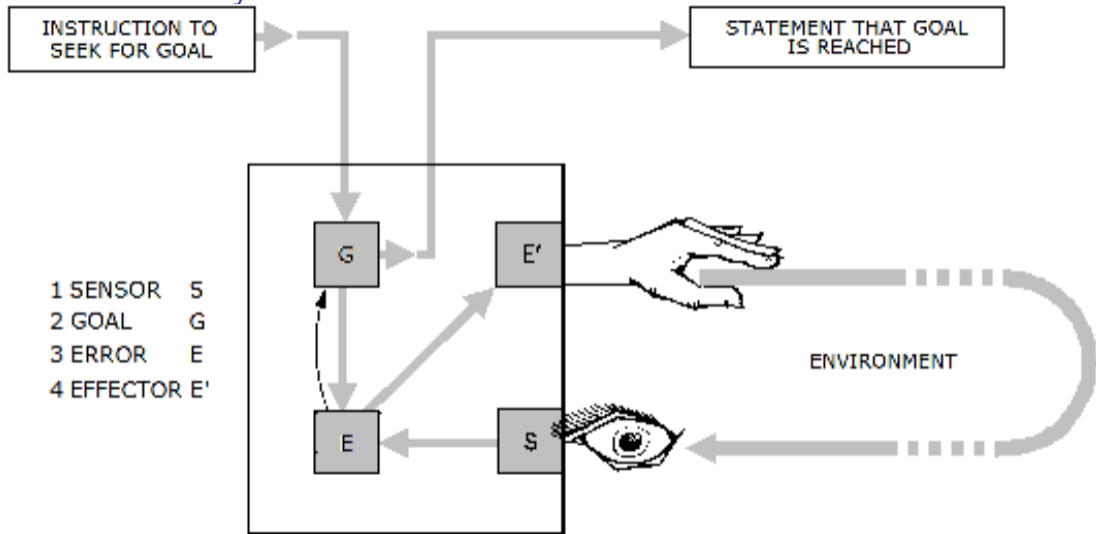 INSTRUCTION TO
SEEK FOR GOAL
STATEMENT THAT GOAL
IS REACHED
G
E'
1 SENSOR S
2 GOAL G
3 ERROR E
4 EFFECTOR E'
ENVIRONMENT
E
S